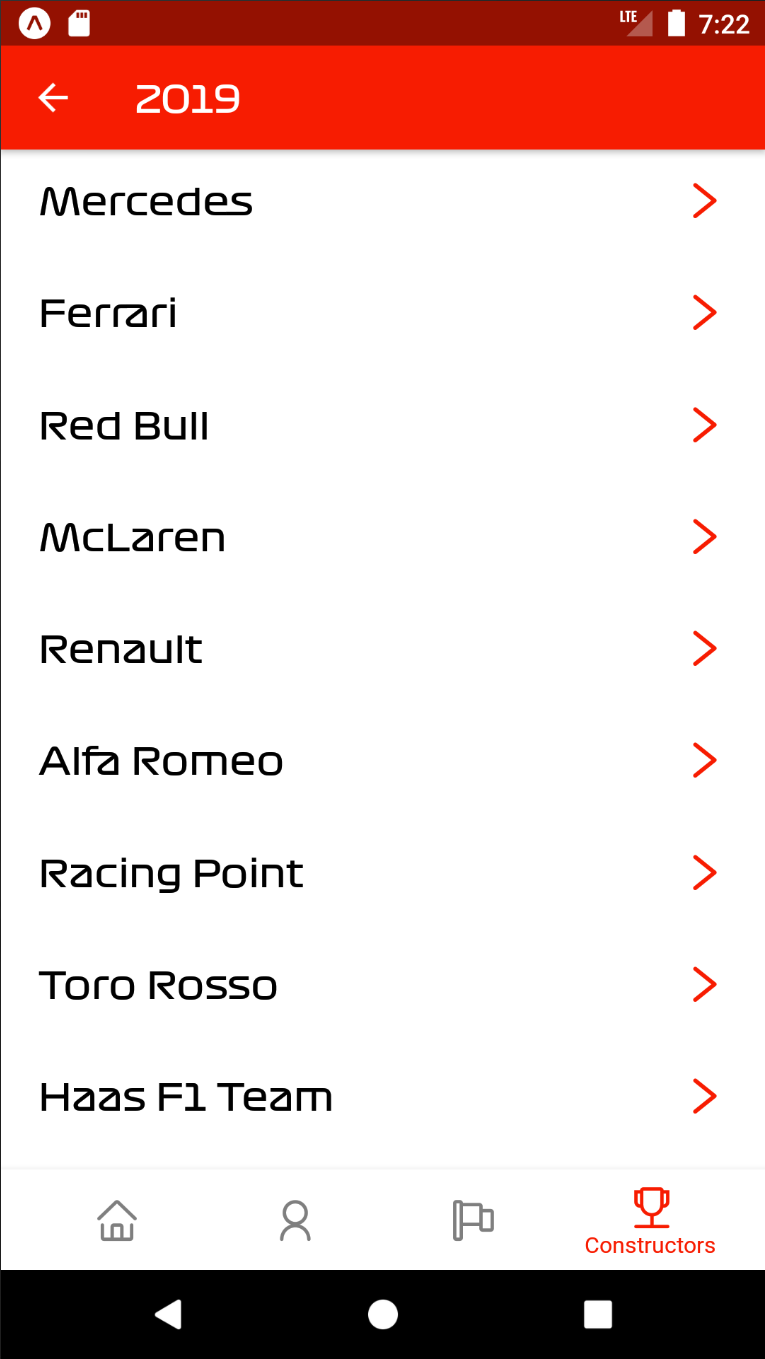 LTE 7:22
2019
Mercedes
Ferrari
Red Bull
McLaren
Renault
Alfa Romeo
Racing Point
Toro Rosso
Haas F1 Team
Constructors